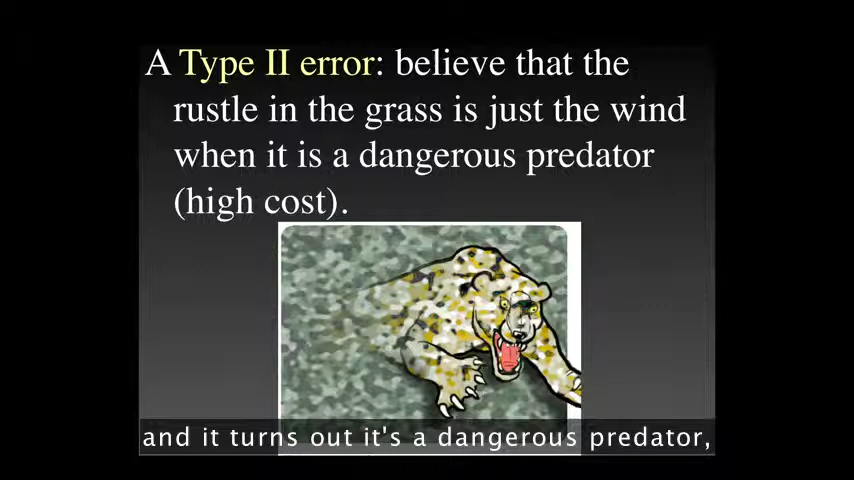 A Type II error: believe that the
rustle in the grass is just the wind
when it is a dangerous predator
(high cost).
and it turns out it's a dangerous predator,